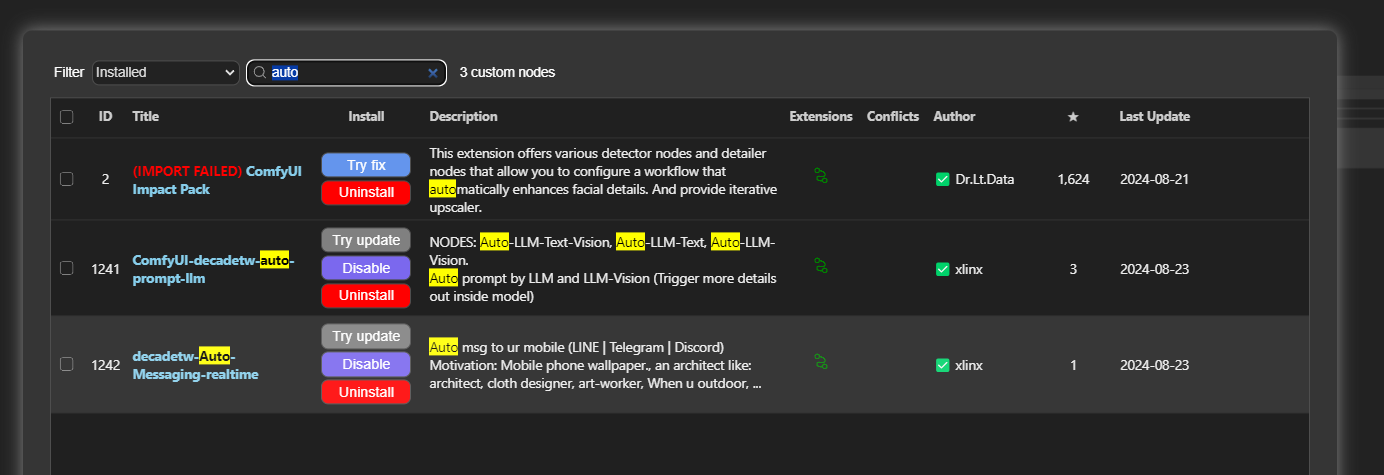 Filter Installed auto 3 custom nodes
ID Title Install Description Extensions Conflicts Author ★ Last Update
2
(IMPORT FAILED) ComfyUI
Impact Pack
Try fix
Uninstall
This extension offers various detector nodes and detailer
nodes that allow you to configure a workflow that
automatically enhances facial details. And provide iterative
upscaler.
Dr.Lt.Data
1,624
2024-08-21
1241
ComfyUI-decadetw-auto-
prompt-llm
Try update
Disable
Uninstall
NODES: Auto-LLM-Text-Vision, Auto-LLM-Text, Auto-LLM-
Vision.
Auto prompt by LLM and LLM-Vision (Trigger more details
out inside model)
xlinx
3
2024-08-23
1242
decadetw-Auto-
Messaging-realtime
Try update
Disable
Uninstall
Auto msg to ur mobile (LINE | Telegram | Discord)
Motivation: Mobile phone wallpaper., an architect like:
architect, cloth designer, art-worker, When u outdoor, ...
xlinx
1
2024-08-23